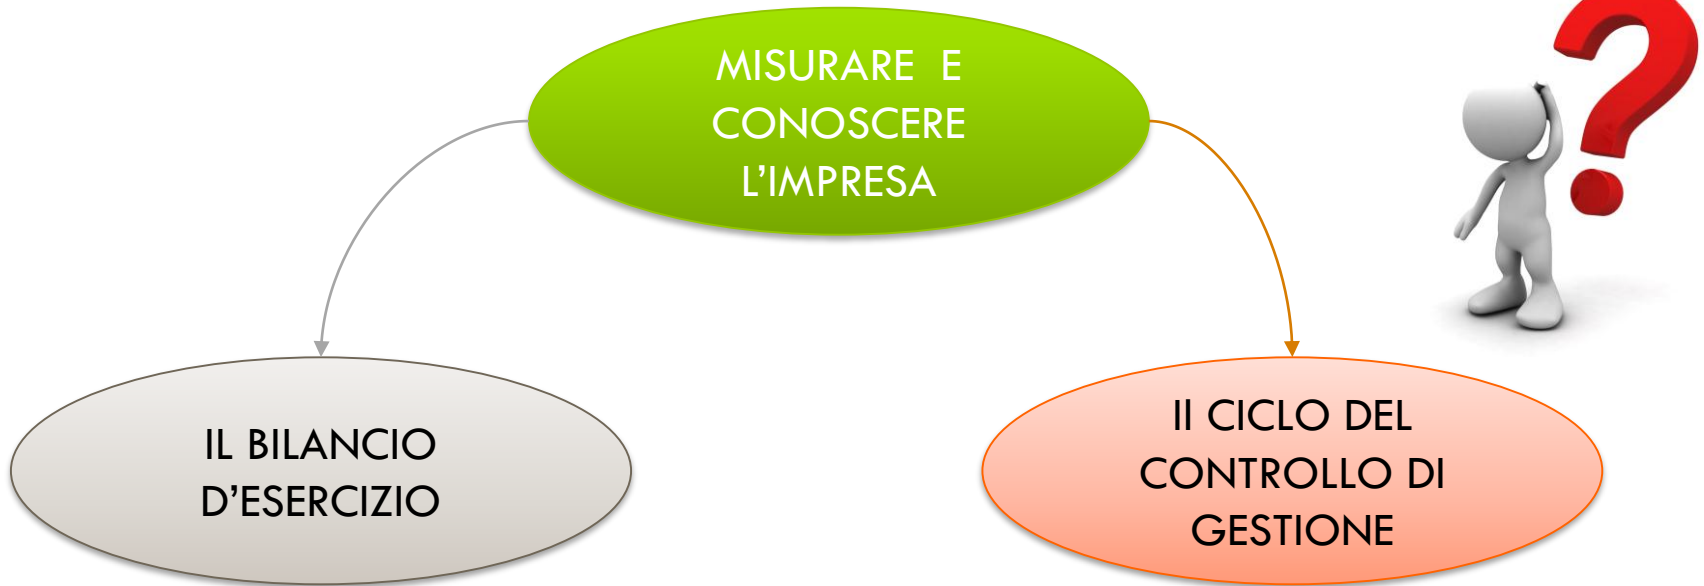 MISURARE E
CONOSCERE
L’IMPRESA
IL BILANCIO
D’ESERCIZIO
Il CICLO DEL
CONTROLLO DI
GESTIONE